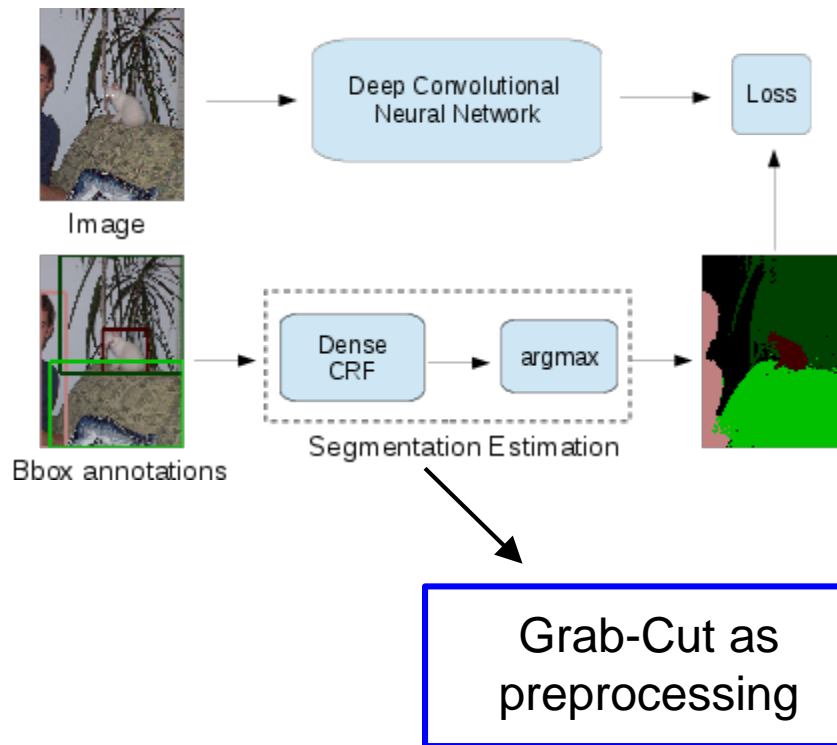 Deep Convolutional
Neural Network
Loss
Image
Dense
CRF
argmax
Segmentation Estimation
Bbox annotations
Grab-Cut as
preprocessing